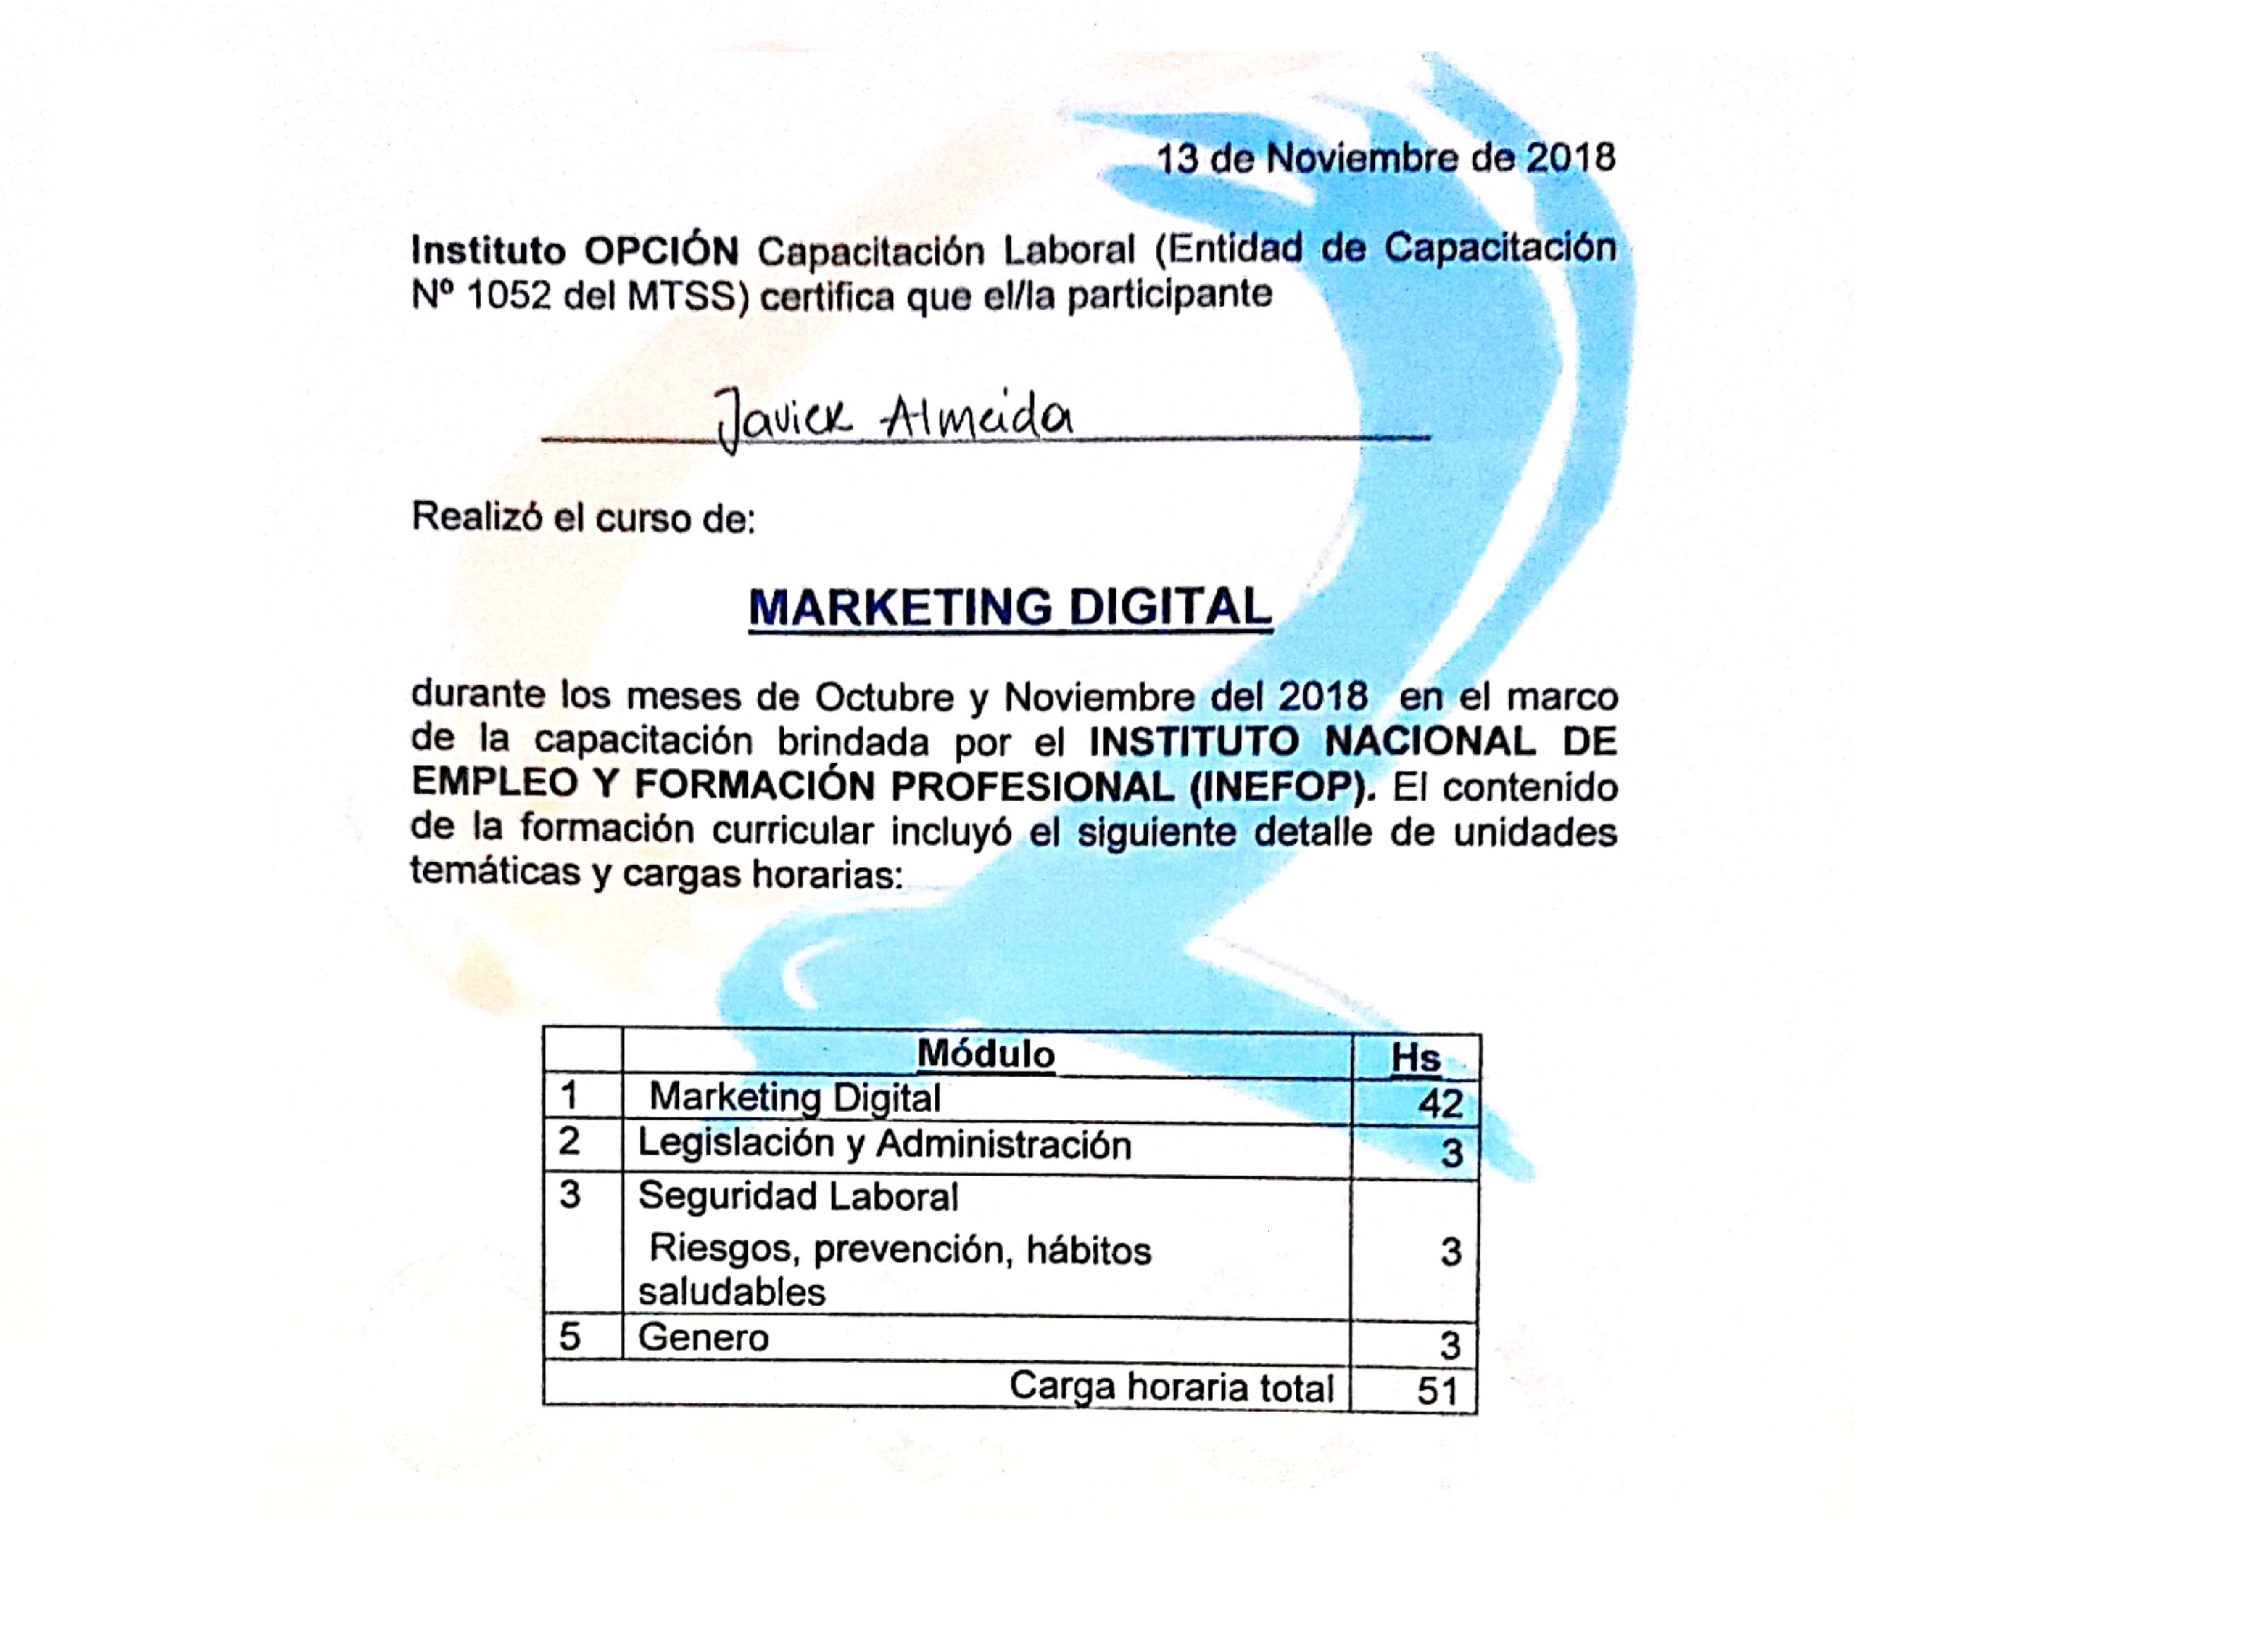 13 de Noviembre de 2018
Instituto OPCIÓN Capacitación Laboral (Entidad de Capacitación
Nº 1052 del MTSS) certifica que el/la participante
Javick Almeida
Realizó el curso de:
MARKETING DIGITAL
durante los meses de Octubre y Noviembre del 2018 en el marco
de la capacitación brindada por el INSTITUTO NACIONAL DE
EMPLEO Y FORMACIÓN PROFESIONAL (INEFOP). El contenido
de la formación curricular incluyó el siguiente detalle de unidades
temáticas y cargas horarias:
Módulo Hs
1 Marketing Digital 42
2 Legislación y Administración 3
3 Seguridad Laboral
Riesgos, prevención, hábitos 3
saludables
5 Genero 3
Carga horaria total 51